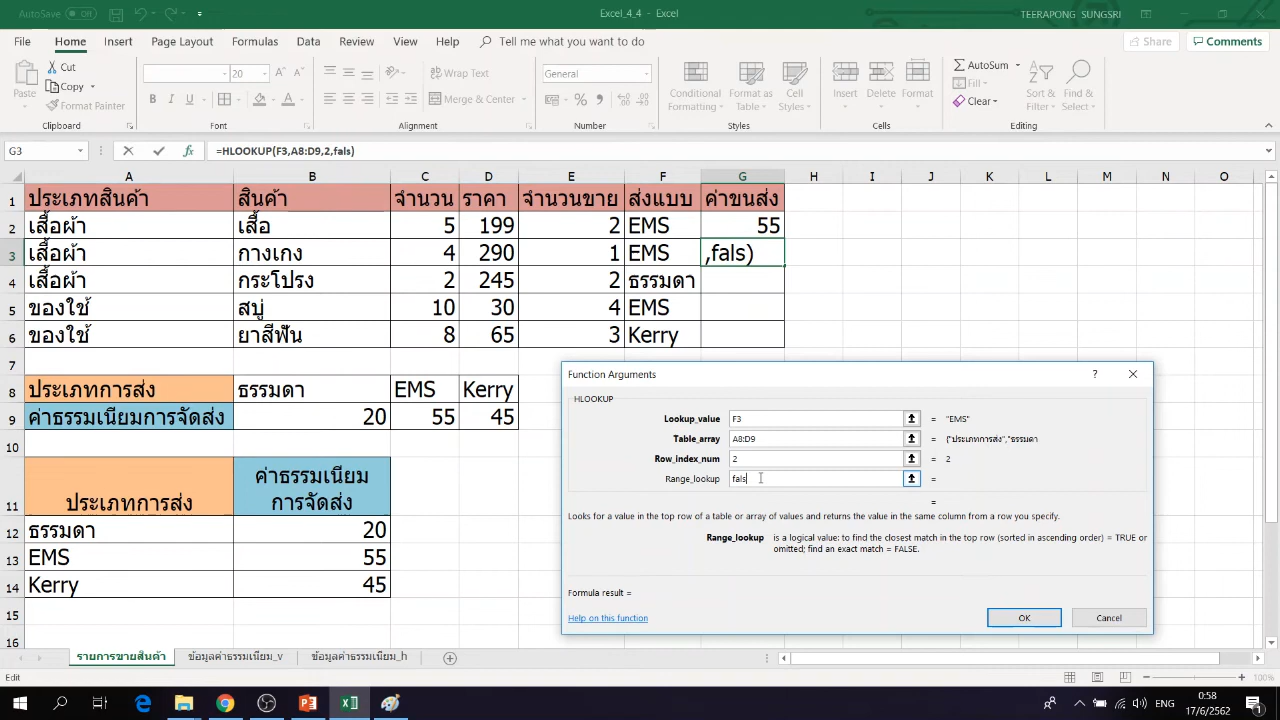 AutoSave Off
Excel_4_4 - Excel
TEERAPONG SUNGSRI
File Home Insert Page Layout Formulas Data Review View Help Tell me what you want to do Share Comments
Paste Cut Copy Format Painter
20
B I U
Wrap Text
Merge & Center
General
Conditional Formatting Format as Table Cell Styles
Insert Delete Format
AutoSum Fill Clear
Sort & Filter Find & Select
Clipboard Font Alignment Number Styles Cells Editing
G3 fx =HLOOKUP(F3,A8:D9,2,fals)
A B C D E F G H I J K L M N O
1 ประเภทสินค้า สินค้า จำนวน ราคา จำนวนขาย ส่งแบบ ค่าขนส่ง
2 เสื้อผ้า เสื้อ 5 199 2 EMS 55
3 เสื้อผ้า กางเกง 4 290 1 EMS ,fals)
4 เสื้อผ้า กระโปรง 2 245 2 ธรรมดา
5 ของใช้ สบู่ 10 30 4 EMS
6 ของใช้ ยาสีฟัน 8 65 3 Kerry
7
8 ประเภทการส่ง ธรรมดา EMS Kerry
9 ค่าธรรมเนียมการจัดส่ง 20 55 45
10
11 ประเภทการส่ง ค่าธรรมเนียมการจัดส่ง
12 ธรรมดา 20
13 EMS 55
14 Kerry 45
15
16
Function Arguments ?
HLOOKUP
Lookup_value F3 = "EMS"
Table_array A8:D9 = {"ประเภทการส่ง","ธรรมดา
Row_index_num 2 = 2
Range_lookup fals =
=
Looks for a value in the top row of a table or array of values and returns the value in the same column from a row you specify.
Range_lookup is a logical value: to find the closest match in the top row (sorted in ascending order) = TRUE or
omitted; find an exact match = FALSE.
Formula result =
Help on this function
OK Cancel
รายการขายสินค้า ข้อมูลค่าธรรมเนียม_v ข้อมูลค่าธรรมเนียม_h
Edit
100%
ENG
0:58
17/6/2562
1